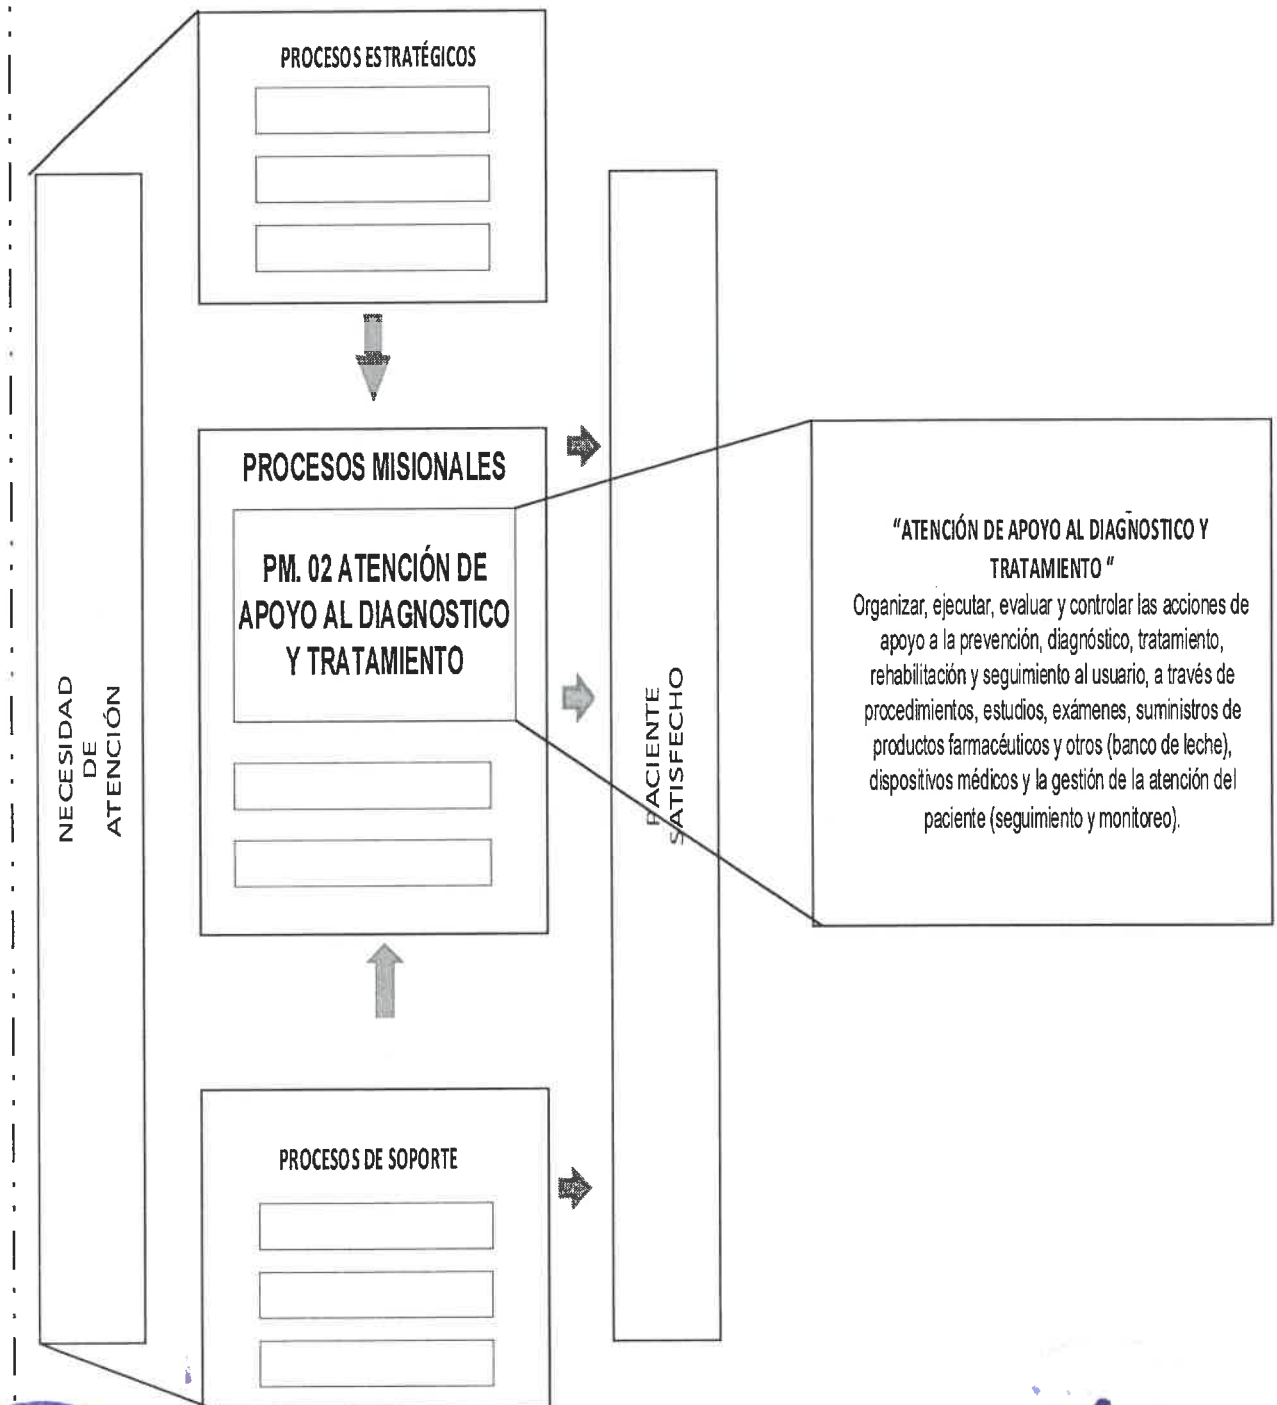 PROCESOS ESTRATÉGICOS
PROCESOS MISIONALES
PM. 02 ATENCIÓN DE
APOYO AL DIAGNOSTICO
Y TRATAMIENTO
NECESIDAD
DE
ATENCIÓN
PACIENTE
SATISFECHO
"ATENCIÓN DE APOYO AL DIAGNOSTICO Y
TRATAMIENTO "
Organizar, ejecutar, evaluar y controlar las acciones de
apoyo a la prevención, diagnóstico, tratamiento,
rehabilitación y seguimiento al usuario, a través de
procedimientos, estudios, exámenes, suministros de
productos farmacéuticos y otros (banco de leche),
dispositivos médicos y la gestión de la atención del
paciente (seguimiento y monitoreo).
PROCESOS DE SOPORTE